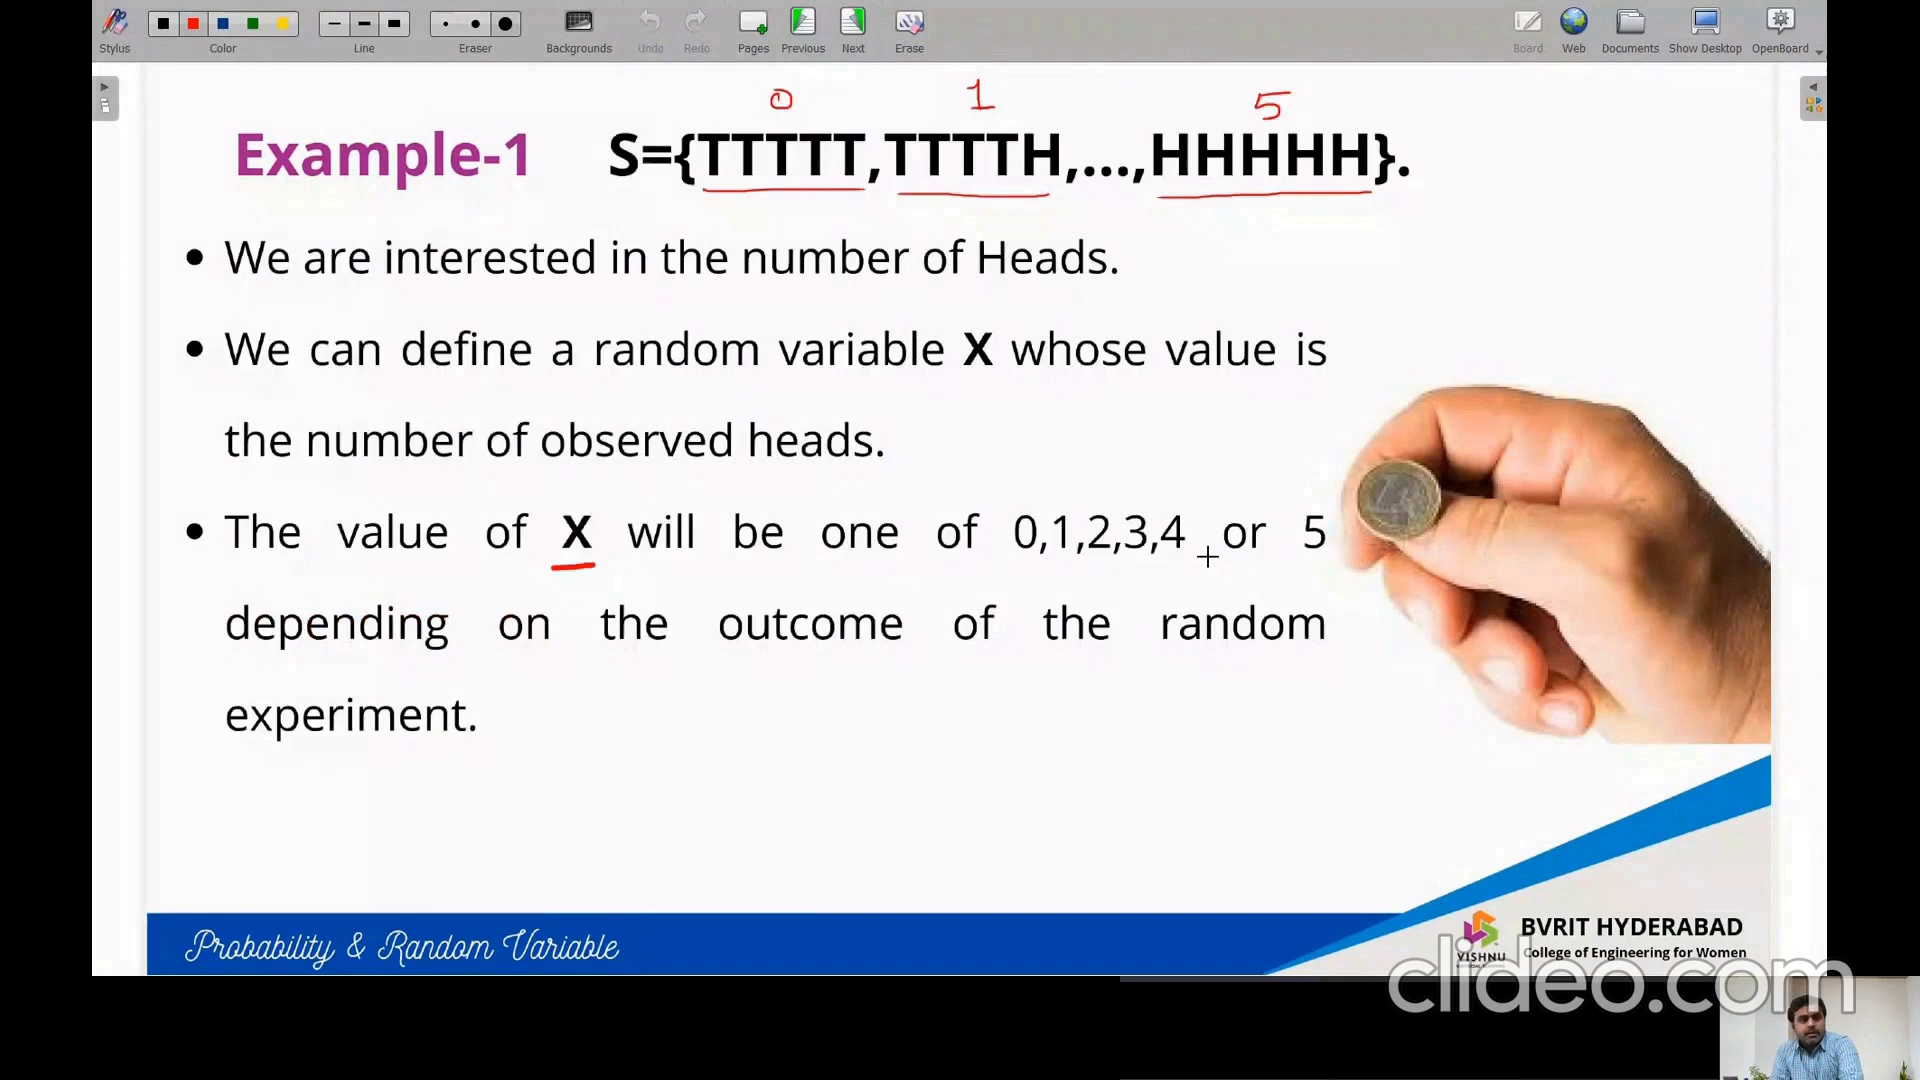 Stylus
Color
Line
Eraser
Backgrounds
Undo
Redo
Pages
Previous
Next
Erase
Board
Web
Documents
Show Desktop
OpenBoard
0 1 5
Example-1 S={TTTTT,TTTTH,...,HHHHH}.
• We are interested in the number of Heads.
• We can define a random variable X whose value is
the number of observed heads.
• The value of X will be one of 0,1,2,3,4 or 5
depending on the outcome of the random
experiment.
Probability & Random Variable
VISHNU
BVRIT HYDERABAD
College of Engineering for Women
clideo.com